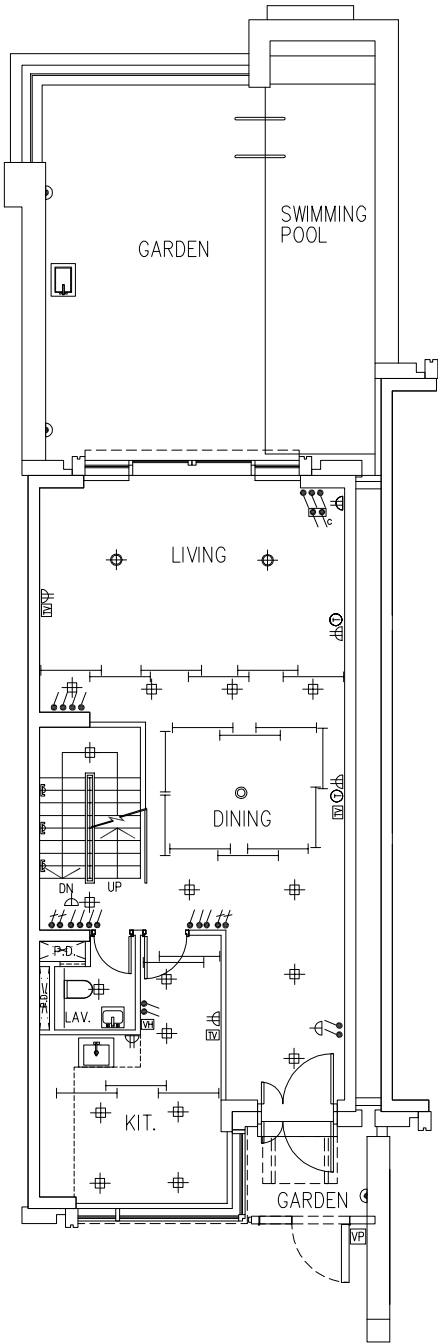 SWIMMING
POOL
GARDEN
C
LIVING
TV
T
T
TV
DINING
DN
UP
P.D.
P.D.
LAV.
VH
TV
KIT.
GARDEN
VP